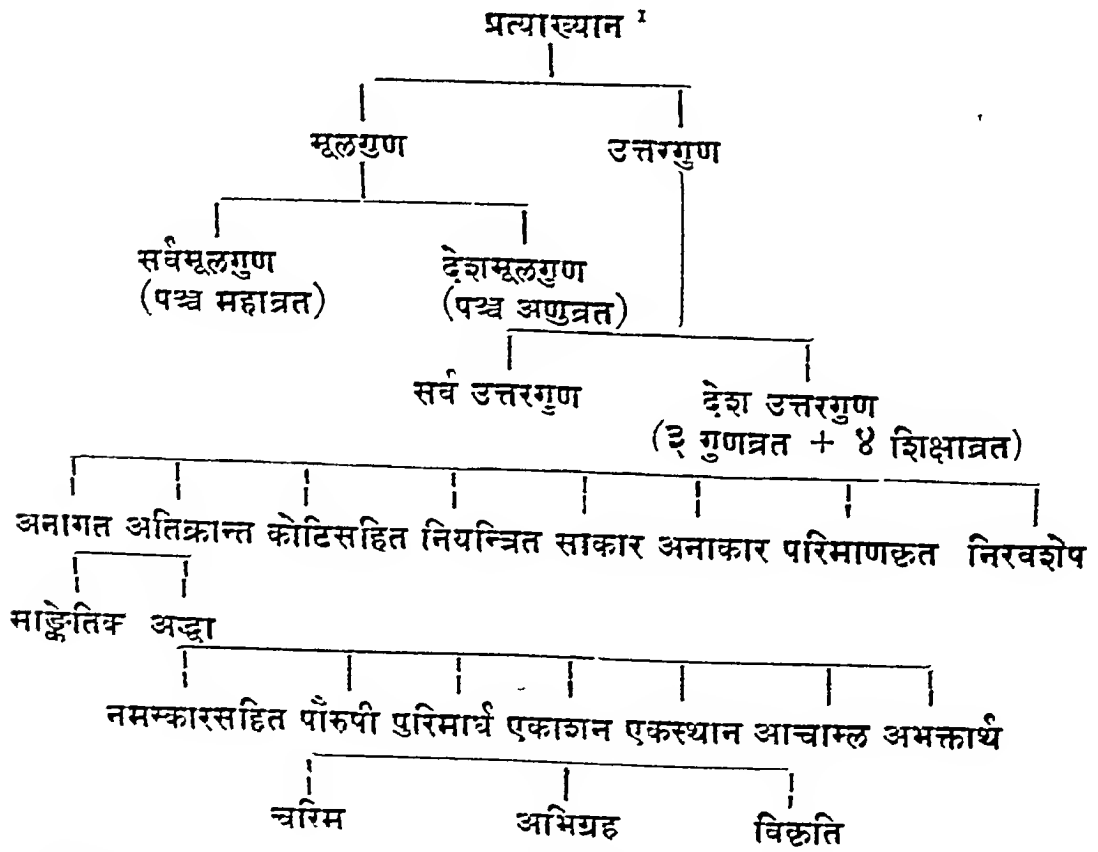 प्रत्याख्यान १
मूलगुण उत्तरगुण
सर्वमूलगुण देशमूलगुण
(पञ्च महाव्रत) (पञ्च अणुव्रत)
सर्व उत्तरगुण देश उत्तरगुण
(३ गुणव्रत + ४ शिक्षाव्रत)
अनागत अतिक्रान्त कोटिसहित नियन्त्रित साकार अनाकार परिमाणकृत निरवशेप
माङ्केतिक अद्धा
नमस्कारसहित पौंरुपी पुरिमार्ध एकाशन एकस्थान आचाम्ल अभक्तार्थ
चरिम अभिग्रह विकृति